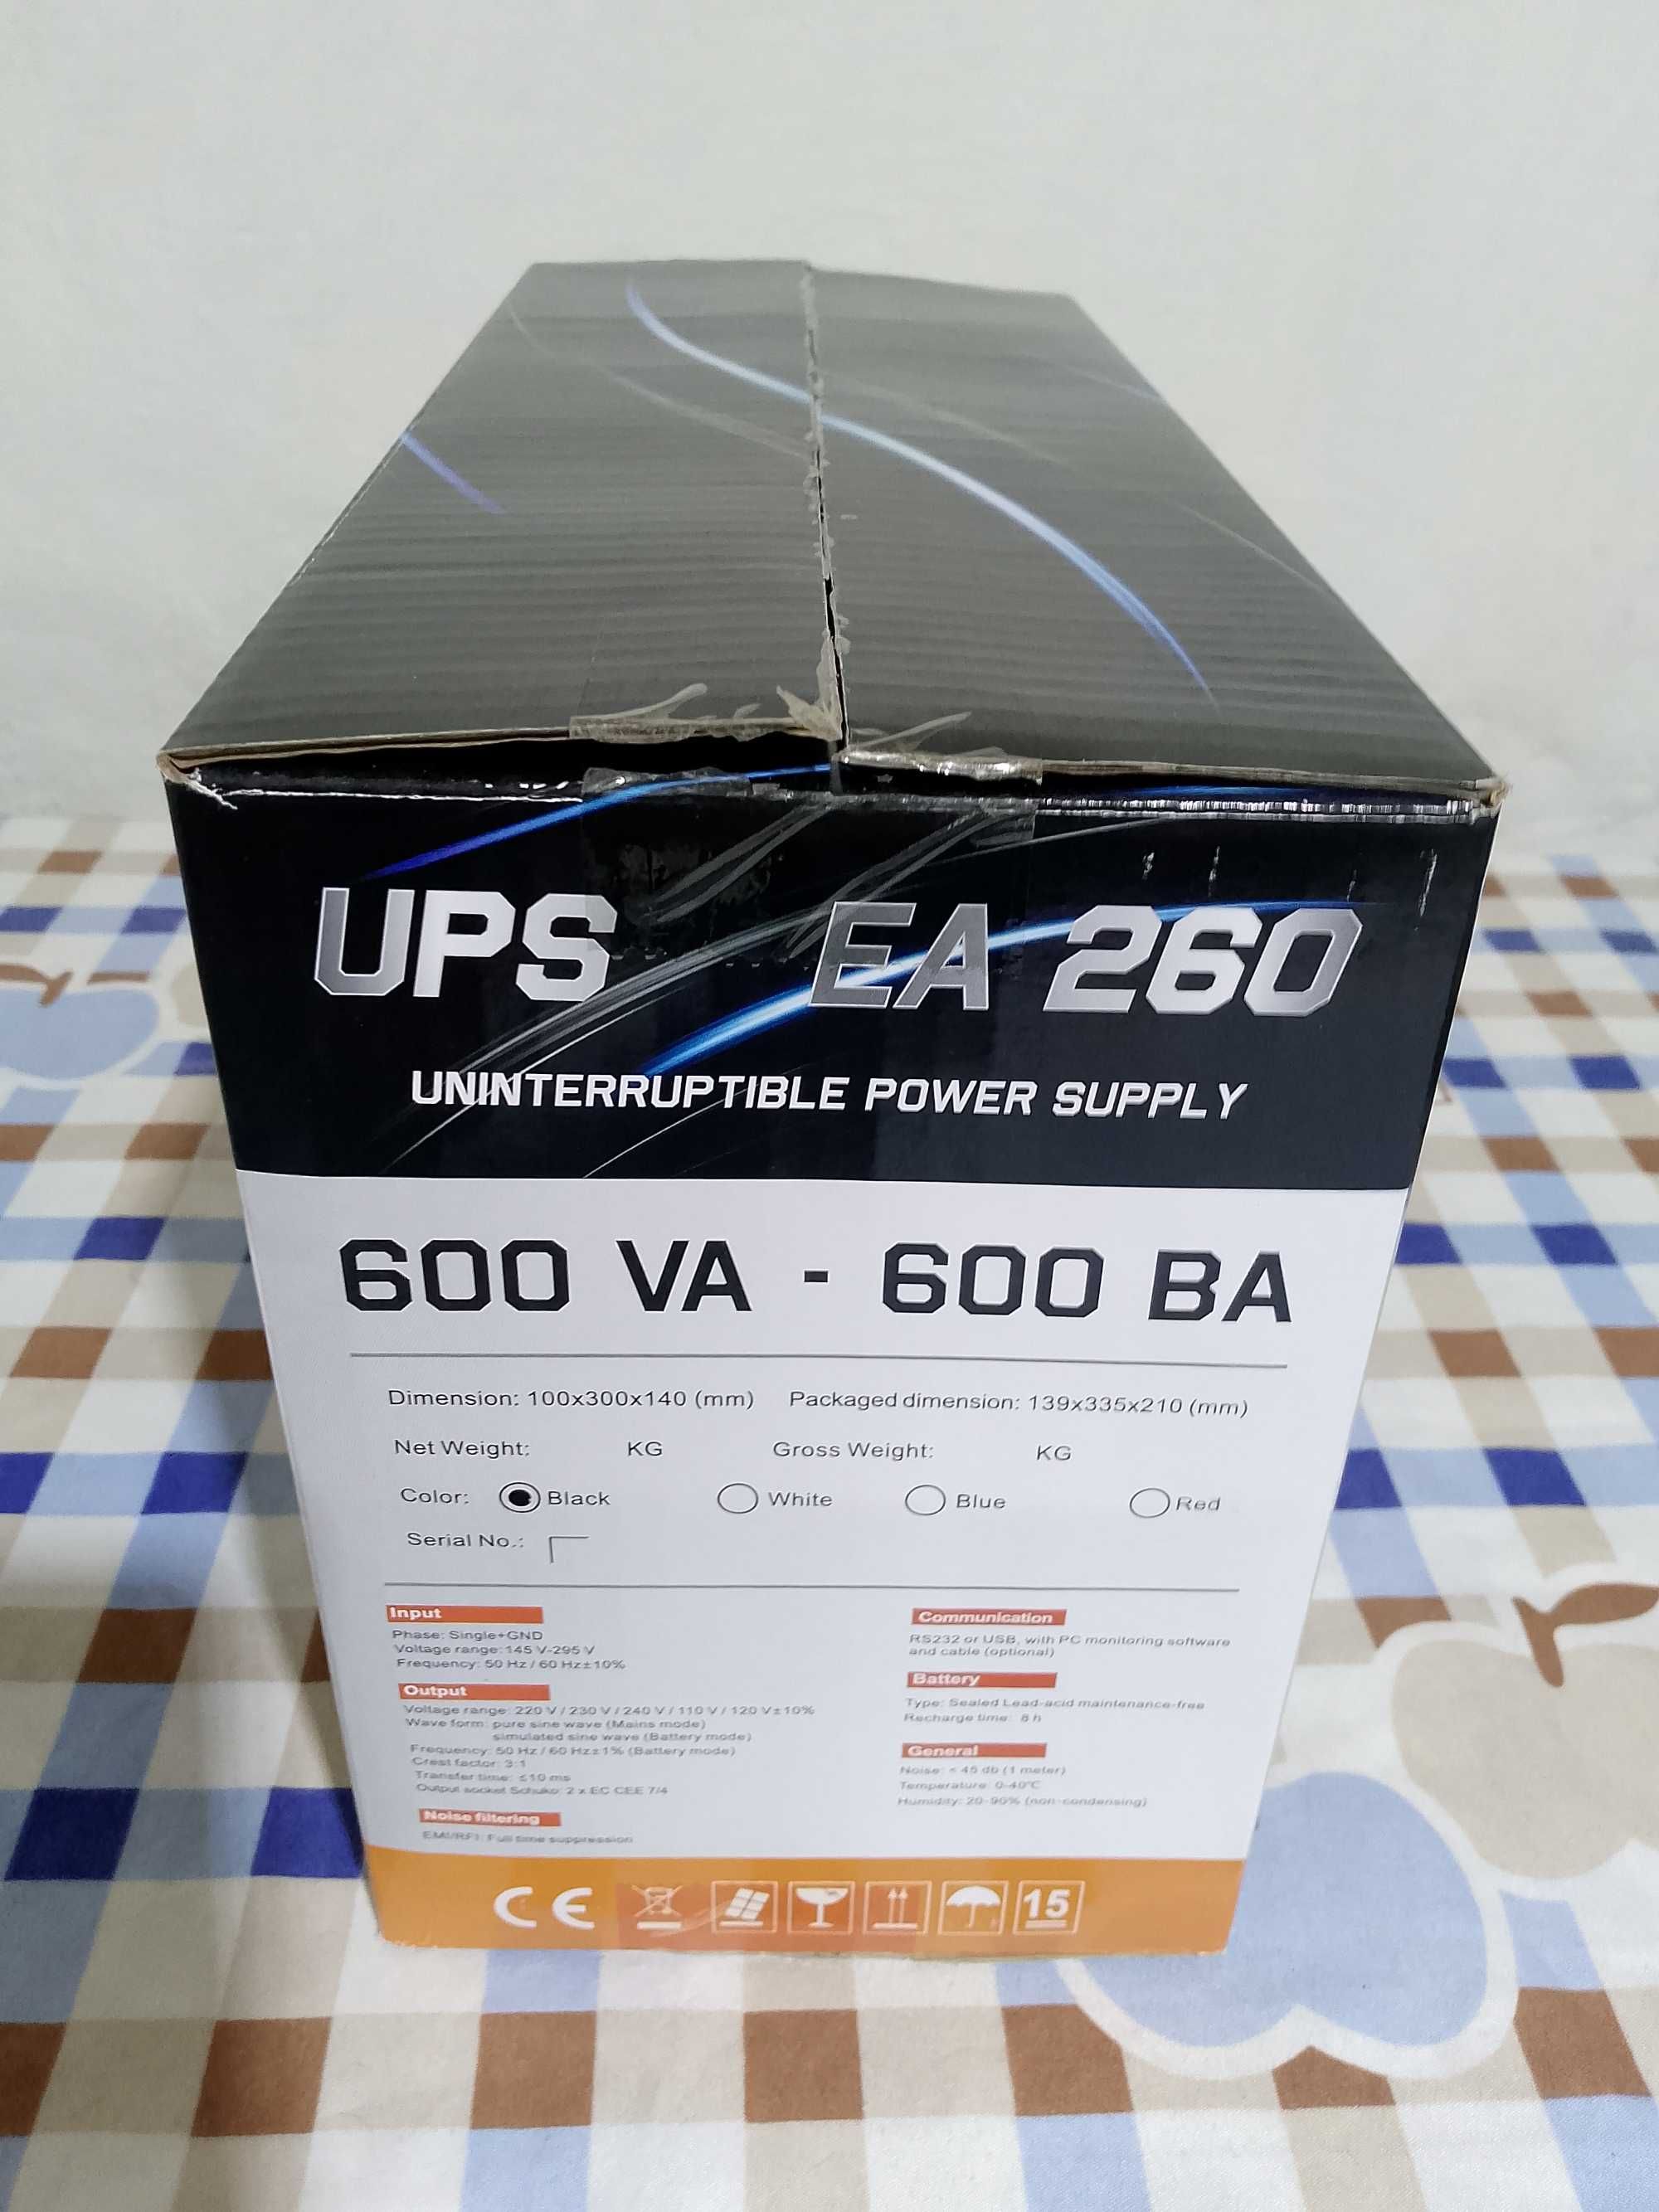 UPS EA 260
UNINTERRUPTIBLE POWER SUPPLY
600 VA - 600 BA
Dimension: 100x300x140 (mm) Packaged dimension: 139x335x210 (mm)
Net Weight: KG Gross Weight: KG
Color: Black White Blue Red
Serial No.:
Input
Phase: Single+GND
Voltage range: 145 V-295 V
Frequency: 50 Hz / 60 Hz±10%
Output
Voltage range: 220 V / 230 V / 240 V / 110 V / 120 V±10%
Wave form: pure sine wave (Mains mode)
simulated sine wave (Battery mode)
Frequency: 50 Hz / 60 Hz±1% (Battery mode)
Crest factor: 3:1
Transfer time: ≤10 ms
Output socket Schuko: 2 x EC CEE 7/4
Noise filtering
EMI/RFI: Full time suppression
Communication
RS232 or USB, with PC monitoring software
and cable (optional)
Battery
Type: Sealed Lead-acid maintenance-free
Recharge time: 8 h
General
Noise: < 45 db (1 meter)
Temperature: 0-40°C
Humidity: 20-90% (non-condensing)
CE 15